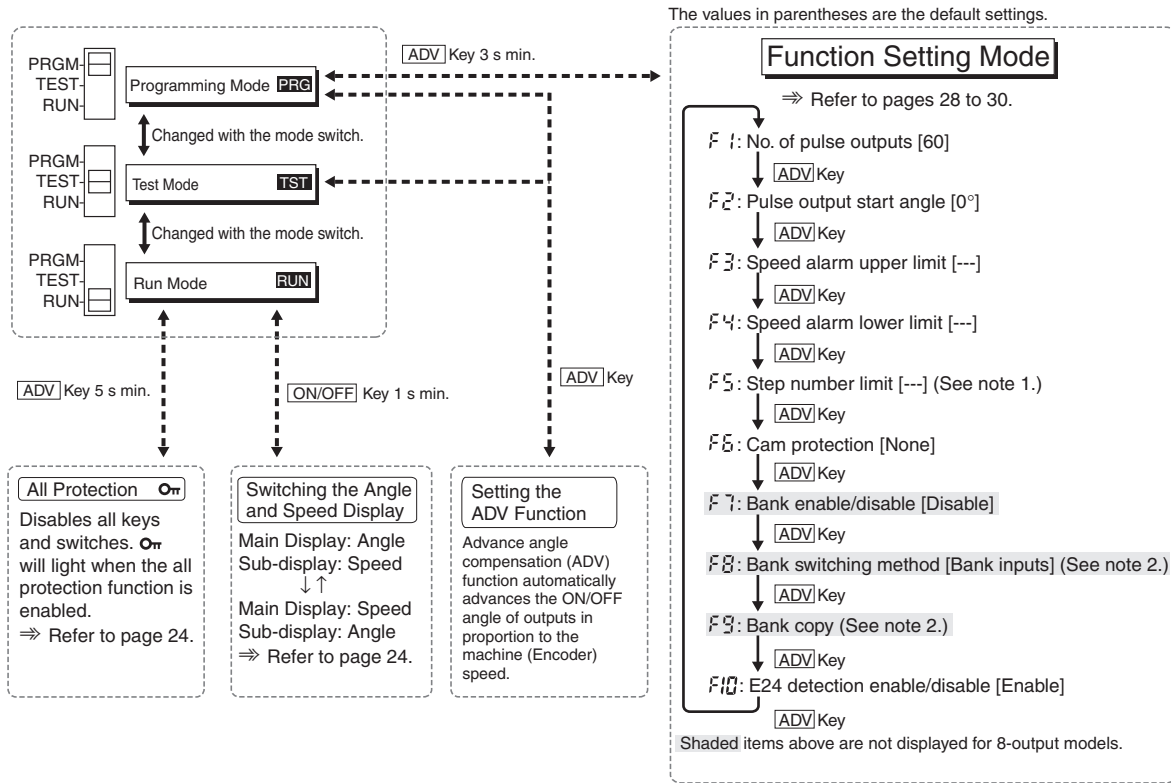 The values in parentheses are the default settings.
PRGM
TEST
RUN
Programming Mode PRG
ADV Key 3 s min.
Changed with the mode switch.
PRGM
TEST
RUN
Test Mode TST
Changed with the mode switch.
PRGM
TEST
RUN
Run Mode RUN
ADV Key 5 s min.
ON/OFF Key 1 s min.
ADV Key
All Protection
Disables all keys
and switches.
will light when the all
protection function is
enabled.
⇒ Refer to page 24.
Switching the Angle
and Speed Display
Main Display: Angle
Sub-display: Speed
↓↑
Main Display: Speed
Sub-display: Angle
⇒ Refer to page 24.
Setting the
ADV Function
Advance angle
compensation (ADV)
function automatically
advances the ON/OFF
angle of outputs in
proportion to the
machine (Encoder)
speed.
Function Setting Mode
⇒ Refer to pages 28 to 30.
F1: No. of pulse outputs [60]
ADV Key
F2: Pulse output start angle [0°]
ADV Key
F3: Speed alarm upper limit [---]
ADV Key
F4: Speed alarm lower limit [---]
ADV Key
F5: Step number limit [---] (See note 1.)
ADV Key
F6: Cam protection [None]
ADV Key
F7: Bank enable/disable [Disable]
ADV Key
F8: Bank switching method [Bank inputs] (See note 2.)
ADV Key
F9: Bank copy (See note 2.)
ADV Key
F10: E24 detection enable/disable [Enable]
ADV Key
Shaded items above are not displayed for 8-output models.